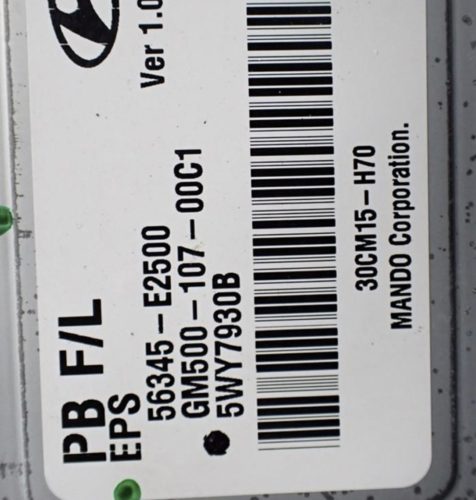 Ver 1.0
PB F/L
EPS
56345-E2500
GM500-107-00C1
5WY7930B
30CM15-H70
MANDO Corporation.